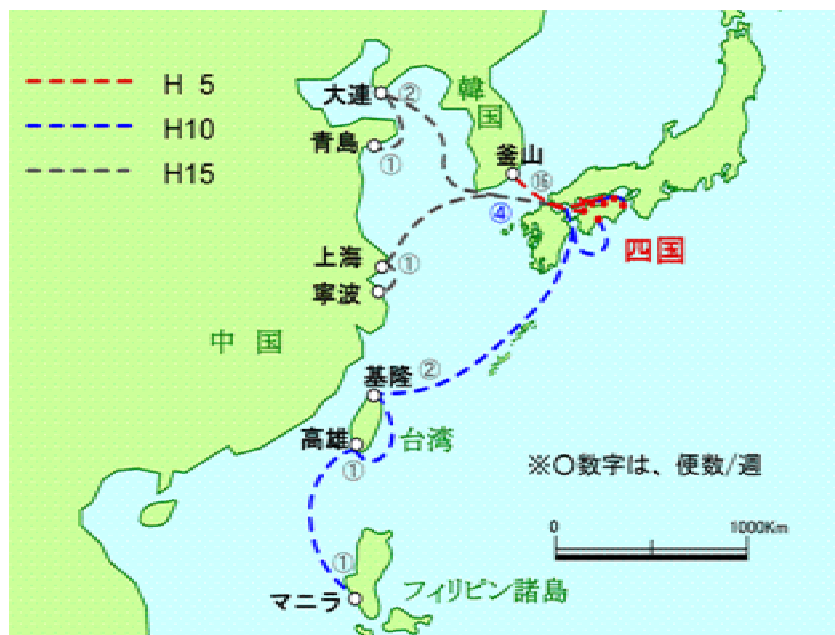 H 5
H10
H15
大連
②
青島
①
韓国
釜山
⑯
④
四国
上海
①
寧波
中国
基隆
②
高雄
①
台湾
※〇数字は、便数/週
0
1000Km
マニラ
①
フィリピン諸島